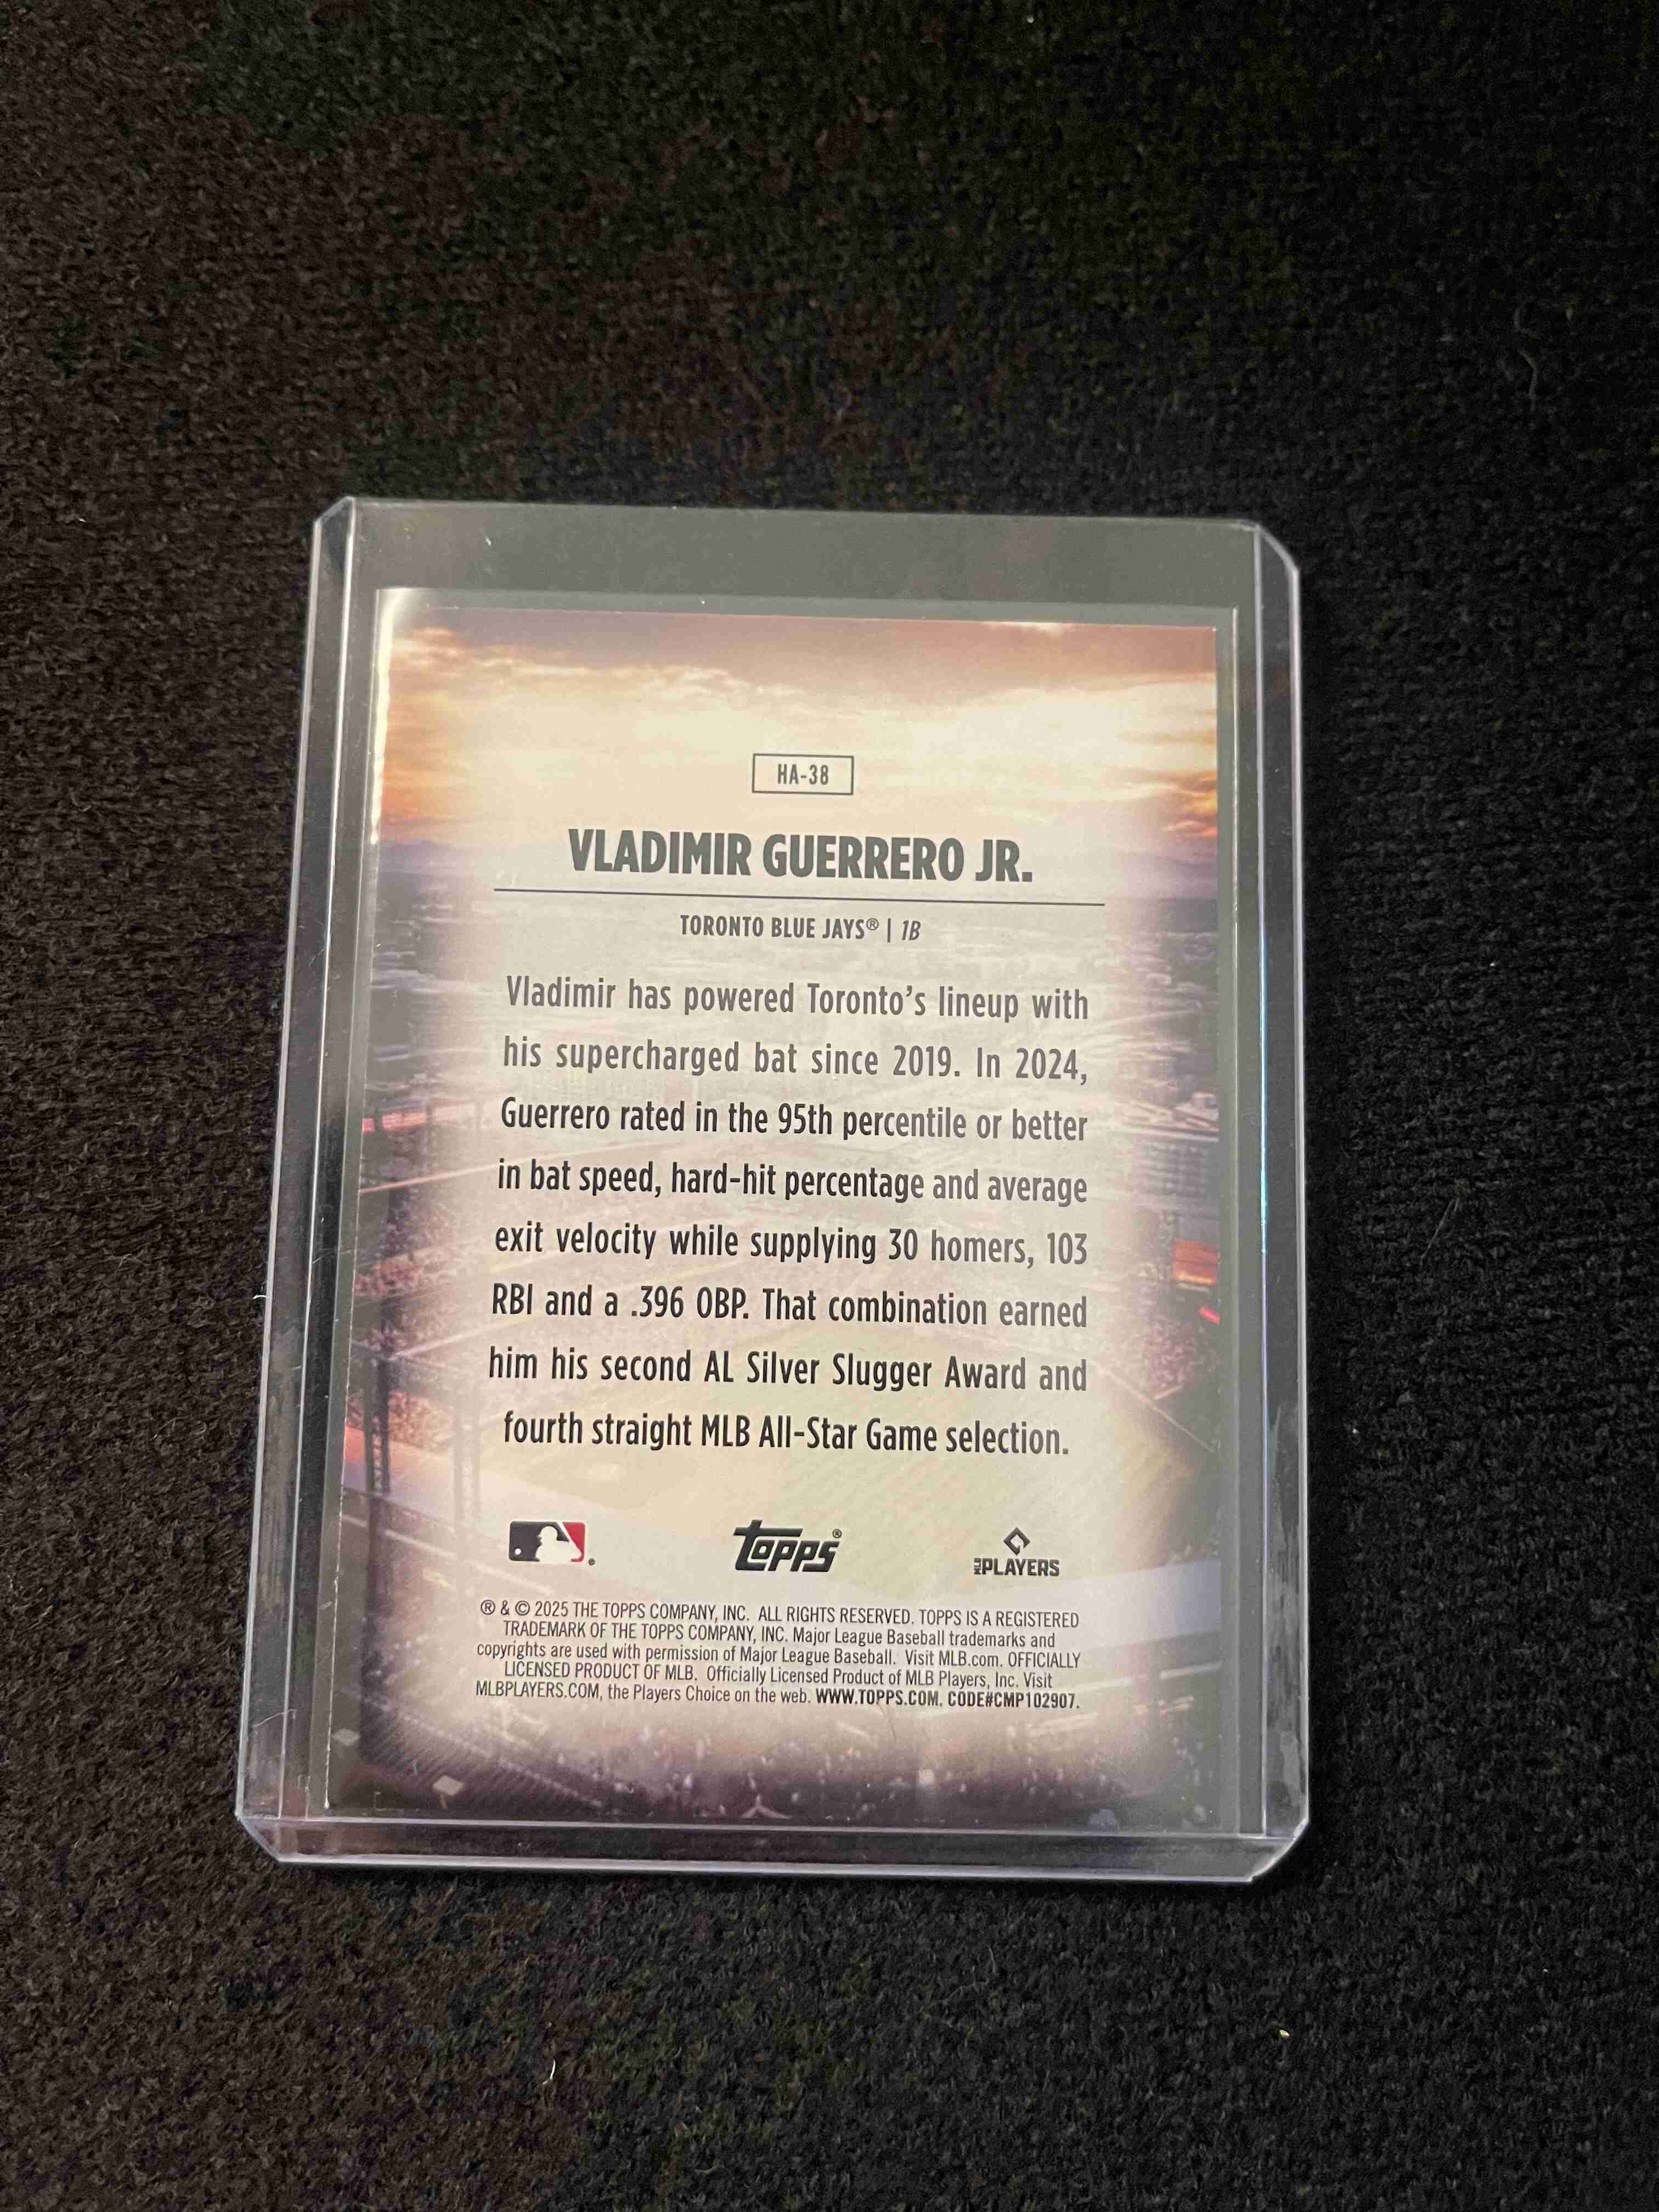 HA-38
VLADIMIR GUERRERO JR.
TORONTO BLUE JAYS® | 1B
Vladimir has powered Toronto's lineup with
his supercharged bat since 2019. In 2024,
Guerrero rated in the 95th percentile or better
in bat speed, hard-hit percentage and average
exit velocity while supplying 30 homers, 103
RBI and a .396 OBP. That combination earned
him his second AL Silver Slugger Award and
fourth straight MLB All-Star Game selection.
topps® MLBPLAYERS
® & © 2025 THE TOPPS COMPANY, INC. ALL RIGHTS RESERVED. TOPPS IS A REGISTERED
TRADEMARK OF THE TOPPS COMPANY, INC. Major League Baseball trademarks and
copyrights are used with permission of Major League Baseball. Visit MLB.com. OFFICIALLY
LICENSED PRODUCT OF MLB. Officially Licensed Product of MLB Players, Inc. Visit
MLBPLAYERS.COM, the Players Choice on the web. WWW.TOPPS.COM. CODE#CMP102907.